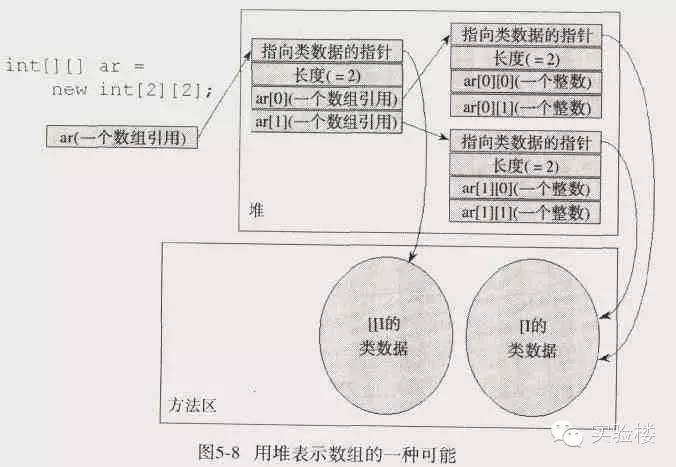 int[][] ar =
new int[2][2];
ar(一个数组引用)
指向类数据的指针
长度(=2)
ar[0](一个数组引用)
ar[1](一个数组引用)
指向类数据的指针
长度(=2)
ar[0][0](一个整数)
ar[0][1](一个整数)
指向类数据的指针
长度(=2)
ar[1][0](一个整数)
ar[1][1](一个整数)
堆
[[I的
类数据
[I的
类数据
方法区
实验楼
图5-8 用堆表示数组的一种可能